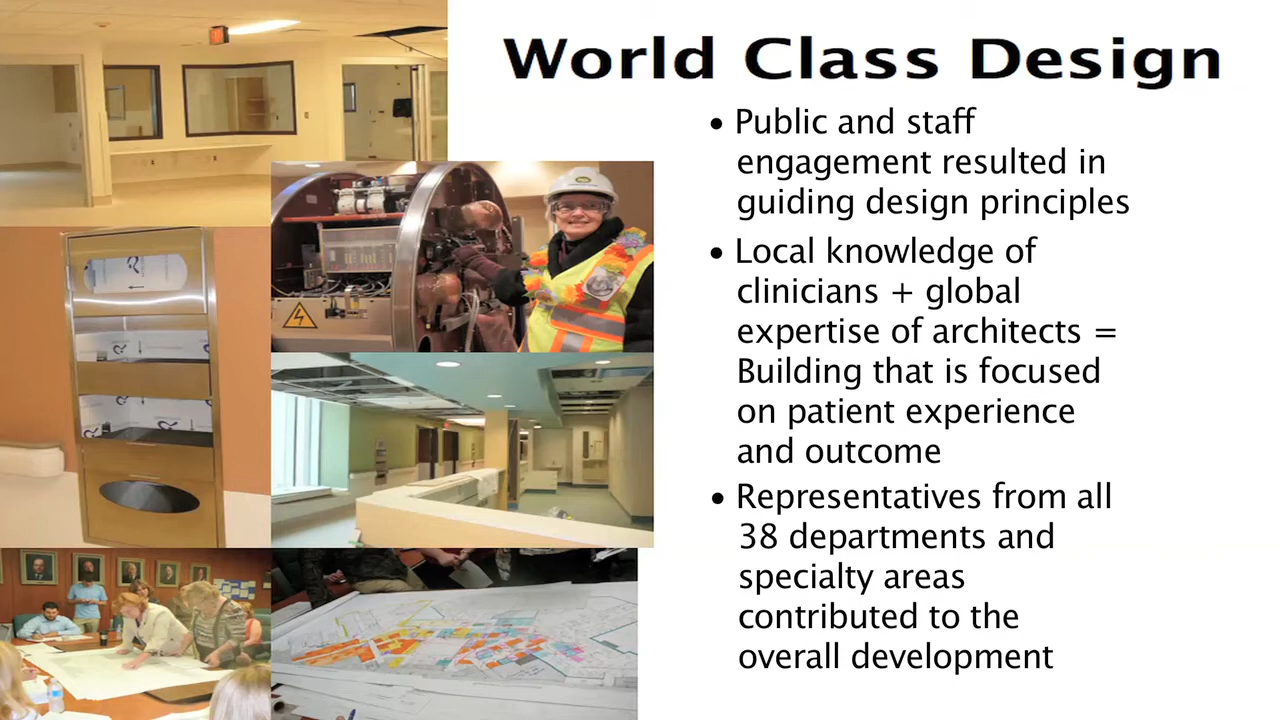 World Class Design
• Public and staff
engagement resulted in
guiding design principles
• Local knowledge of
clinicians + global
expertise of architects =
Building that is focused
on patient experience
and outcome
• Representatives from all
38 departments and
specialty areas
contributed to the
overall development